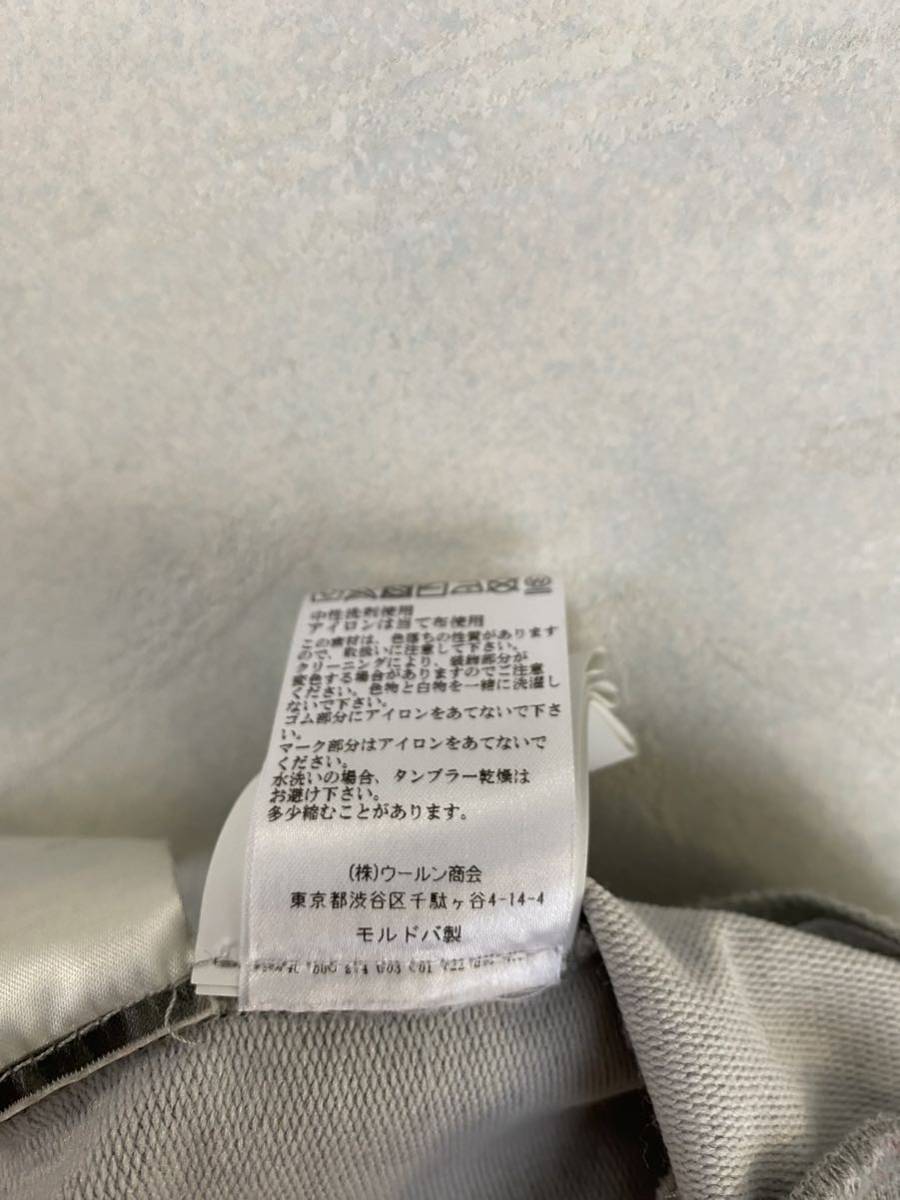 中性洗剤使用
アイロンは当て布使用
この素材は、色落ちの性質があります
ので、取扱いに注意して下さい。
クリーニングにより、装飾部分が
変色する場合がありますのでご注意
ください。色物と白物を一緒に洗濯し
ないで下さい。
ゴム部分にアイロンをあてないで下さ
い。
マーク部分はアイロンをあてないで
ください。
水洗いの場合、タンブラー乾燥は
お避け下さい。
多少縮むことがあります。
(株)ウールン商会
東京都渋谷区千駄ヶ谷4-14-4
モルドバ製